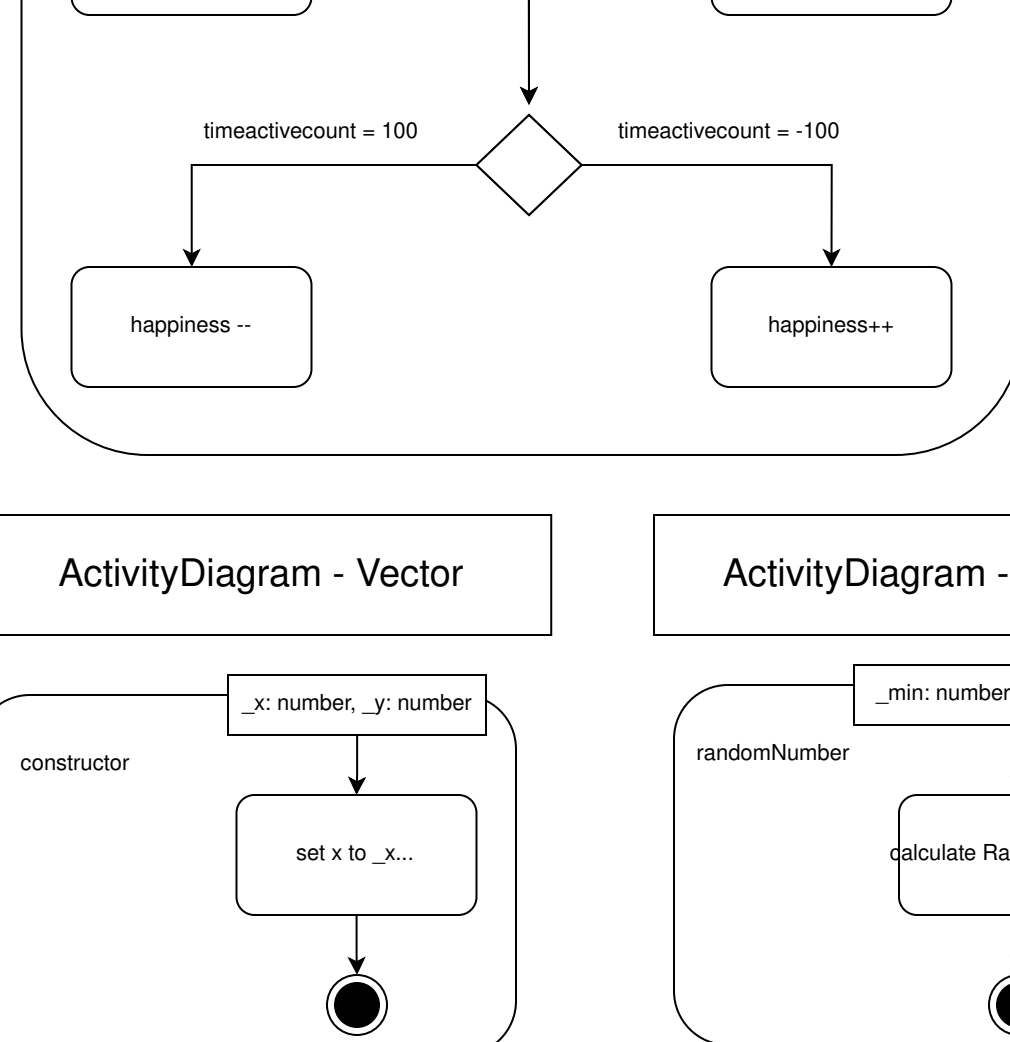 timeactivecount = 100
timeactivecount = -100
happiness --
happiness++
ActivityDiagram - Vector
ActivityDiagram -
_x: number, _y: number
_min: number
constructor
randomNumber
set x to _x...
calculate Ra